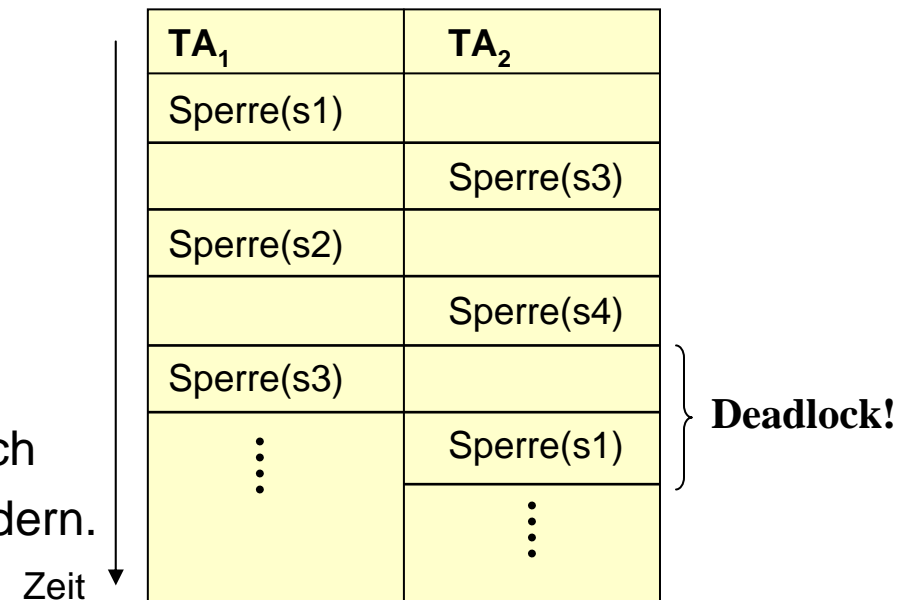 TA₁ TA₂
Sperre(s1)
Sperre(s3)
Sperre(s2)
Sperre(s4)
Sperre(s3)
Deadlock!
Sperre(s1)
ch
dern.
Zeit